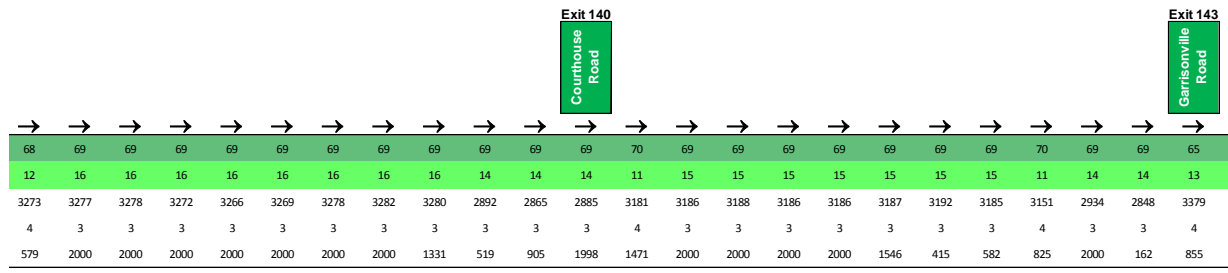 Exit 140 Exit 143
Courthouse
Road
Garrisonville
Road
→ → → → → → → → → → → → → → → → → → → → → → → →
68 69 69 69 69 69 69 69 69 69 69 69 70 69 69 69 69 69 69 69 70 69 69 65
12 16 16 16 16 16 16 16 16 14 14 14 11 15 15 15 15 15 15 15 11 14 14 13
3273 3277 3278 3272 3266 3269 3278 3282 3280 2892 2865 2885 3181 3186 3188 3186 3186 3187 3192 3185 3151 2934 2848 3379
4 3 3 3 3 3 3 3 3 3 3 3 4 3 3 3 3 3 3 3 4 3 3 4
579 2000 2000 2000 2000 2000 2000 2000 1331 519 905 1998 1471 2000 2000 2000 2000 1546 415 582 825 2000 162 855